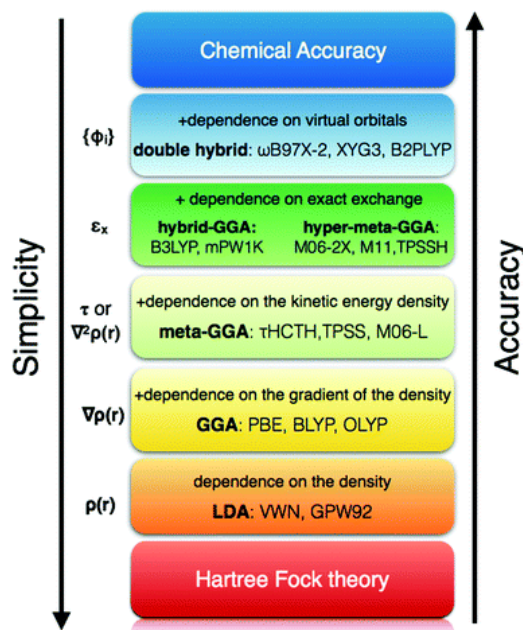 Chemical Accuracy
+dependence on virtual orbitals
{ϕᵢ}
double hybrid: ωB97X-2, XYG3, B2PLYP
+ dependence on exact exchange
εₓ
hybrid-GGA: hyper-meta-GGA:
B3LYP, mPW1K M06-2X, M11,TPSSH
τ or
∇²ρ(r)
+dependence on the kinetic energy density
meta-GGA: τHCTH,TPSS, M06-L
+dependence on the gradient of the density
∇ρ(r)
GGA: PBE, BLYP, OLYP
dependence on the density
ρ(r)
LDA: VWN, GPW92
Hartree Fock theory
Simplicity
Accuracy